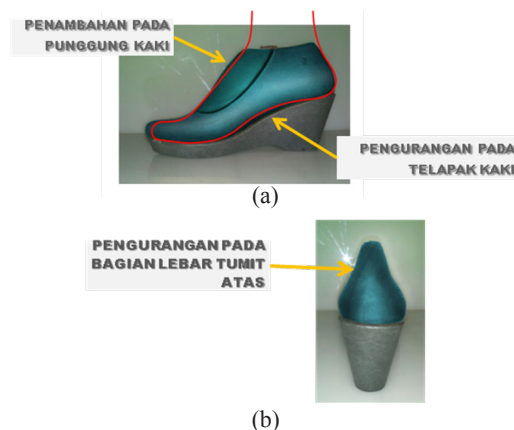 PENAMBAHAN PADA
PUNGGUNG KAKI
PENGURANGAN PADA
TELAPAK KAKI
(a)
PENGURANGAN PADA
BAGIAN LEBAR TUMIT
ATAS
(b)